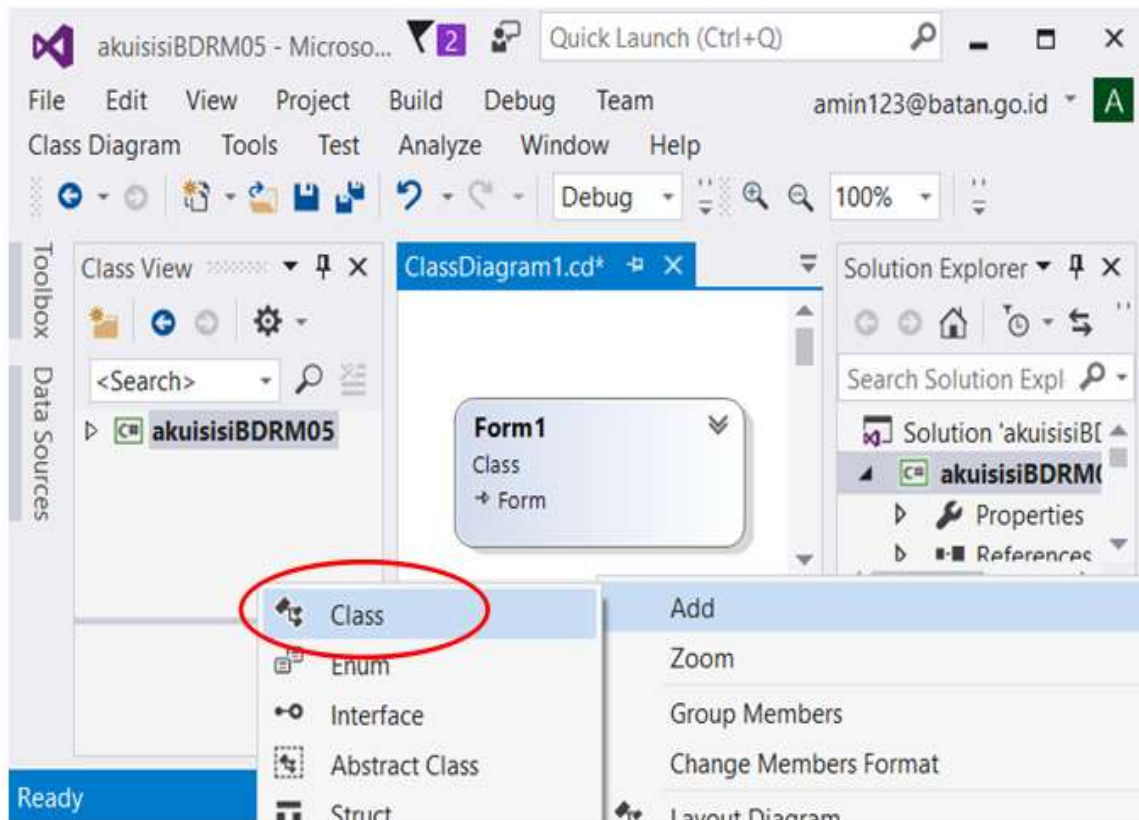 akuisisiBDRM05 - Microso... 2 Quick Launch (Ctrl+Q)
File Edit View Project Build Debug Team amin123@batan.go.id A
Class Diagram Tools Test Analyze Window Help
Debug 100%
Toolbox
Data Sources
Class View
<Search>
C# akuisisiBDRM05
ClassDiagram1.cd*
Form1
Class
Form
Solution Explorer
Search Solution Expl
Solution 'akuisisiB
C# akuisisiBDRM
Properties
References
Class
Enum
Interface
Abstract Class
Struct
Add
Zoom
Group Members
Change Members Format
Layout Diagram
Ready